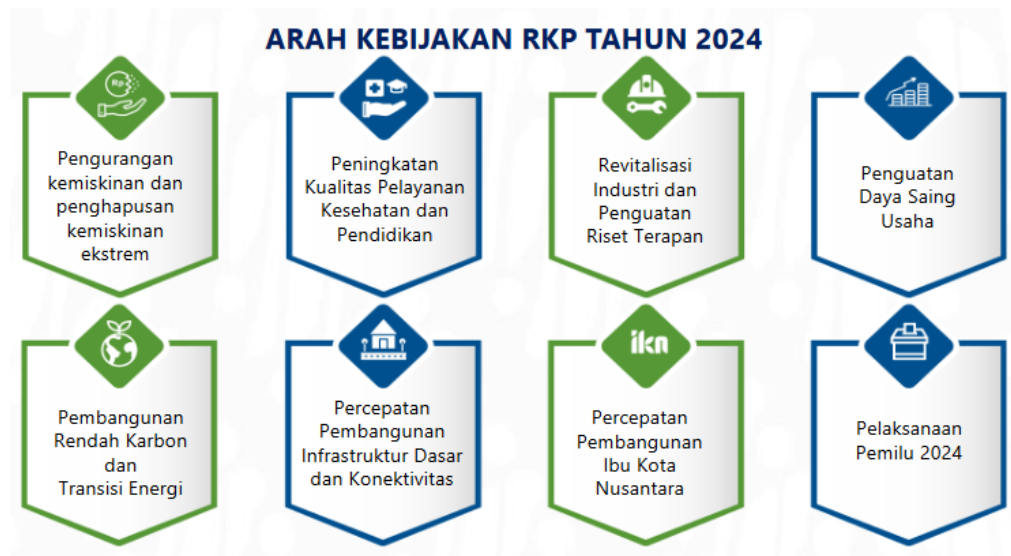 ARAH KEBIJAKAN RKP TAHUN 2024
Rp
Pengurangan
kemiskinan dan
penghapusan
kemiskinan
ekstrem
Peningkatan
Kualitas Pelayanan
Kesehatan dan
Pendidikan
Revitalisasi
Industri dan
Penguatan
Riset Terapan
Penguatan
Daya Saing
Usaha
Pembangunan
Rendah Karbon
dan
Transisi Energi
Percepatan
Pembangunan
Infrastruktur Dasar
dan Konektivitas
ikn
Percepatan
Pembangunan
Ibu Kota
Nusantara
Pelaksanaan
Pemilu 2024